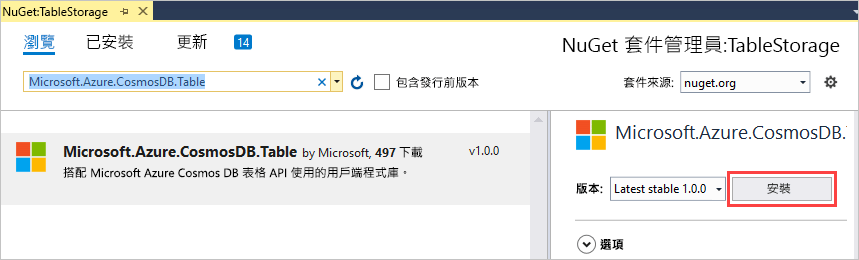 NuGet:TableStorage
瀏覽 已安裝 更新 14
NuGet 套件管理員:TableStorage
Microsoft.Azure.CosmosDB.Table
包含發行前版本
套件來源: nuget.org
Microsoft.Azure.CosmosDB.Table by Microsoft, 497 下載 v1.0.0
搭配 Microsoft Azure Cosmos DB 表格 API 使用的用戶端程式庫。
Microsoft.Azure.CosmosDB.
版本: Latest stable 1.0.0 安裝
選項